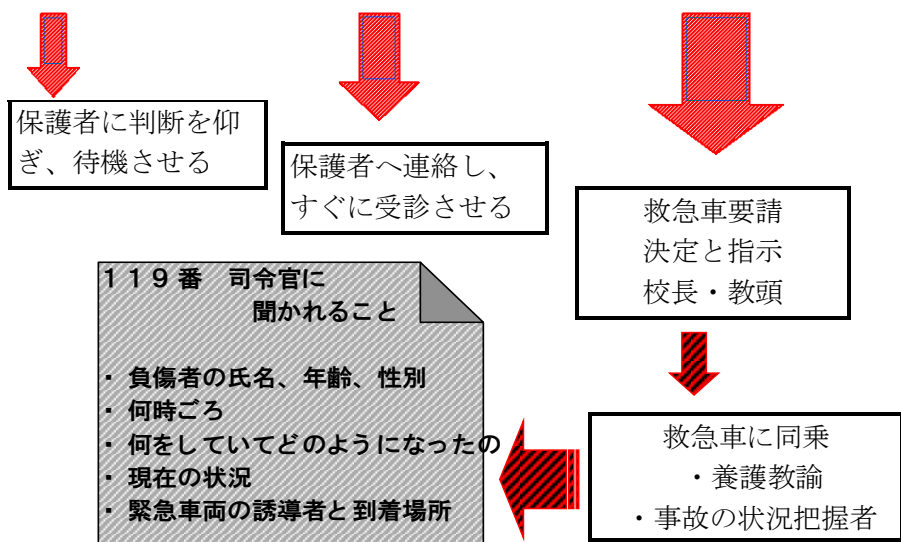 保護者に判断を仰
ぎ、待機させる
保護者へ連絡し、
すぐに受診させる
救急車要請
決定と指示
校長・教頭
１１９番　司令官に
聞かれること
・ 負傷者の氏名、年齢、性別
・ 何時ごろ
・ 何をしていてどのようになったの
・ 現在の状況
・ 緊急車両の誘導者と到着場所
救急車に同乗
・養護教諭
・事故の状況把握者